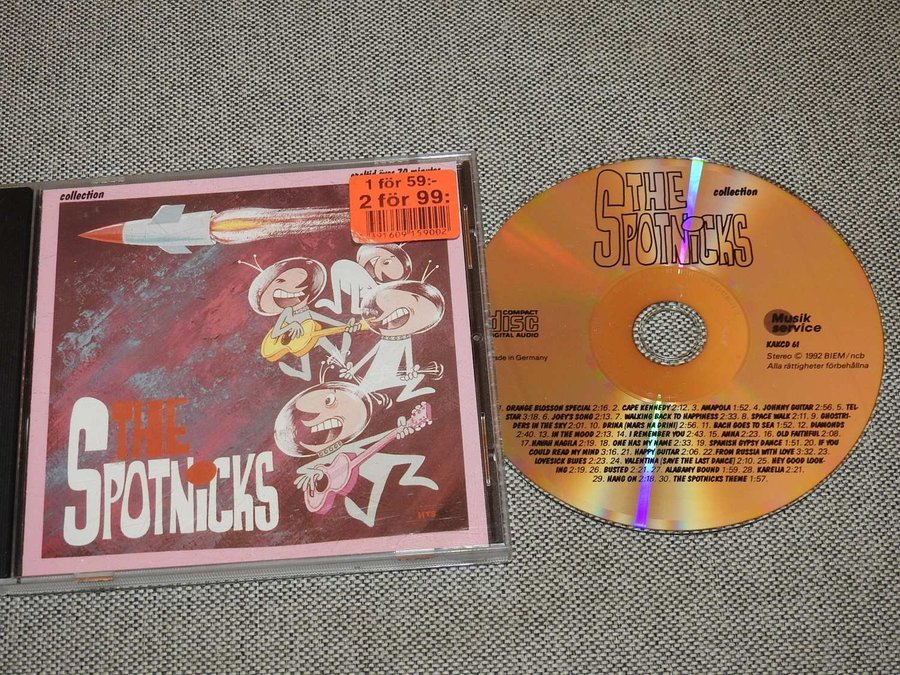 collection
1 för 59:-
2 för 99:
THE
SPOTNiCKS
HTS
THE
SPOTNiCKS
collection
COMPACT
disc
DIGITAL AUDIO
Made in Germany
Musik
service
KAKCD 61
Stereo © 1992 BIEM/ncb
Alla rättigheter förbehållna
1. ORANGE BLOSSON SPECIAL 2:16. 2. CAPE KENNEDY 2:12. 3. AMAPOLA 1:52. 4. JOHNNY GUITAR 2:56. 5. TEL
STAR 3:18. 6. JOEY'S SONG 2:13. 7. WALKING BACK TO HAPPINESS 2:33. 8. SPACE WALK 2:11. 9. GHOSTRI-
DERS IN THE SKY 2:01. 10. DRINA (MARS NA DRINI) 2:16. 11. BACH GOES TO SEA 1:52. 12. DIAMONDS
2:40. 13. IN THE MOOD 2:13. 14. I REMEMBER YOU 2:43. 15. ANNA 2:23. 16. OLD FAITHFUL 2:08.
17. HAVAH NAGILA 2:19. 18. ONE HAS MY NAME 2:33. 19. SPANISH GYPSY DANCE 1:51. 20. IF YOU
COULD READ MY MIND 3:16. 21. HAPPY GUITAR 2:06. 22. FROM RUSSIA WITH LOVE 3:32. 23.
LOVESICK BLUES 2:23. 24. VALENTINA (SAVE THE LAST DANCE) 2:10. 25. HEY GOOD LOOK-
ING 2:19. 26. BUSTED 2:21. 27. ALABAMY BOUND 1:59. 28. KARELIA 2:21.
29. HANG ON 2:18. 30. THE SPOTNICKS THEME 1:57.